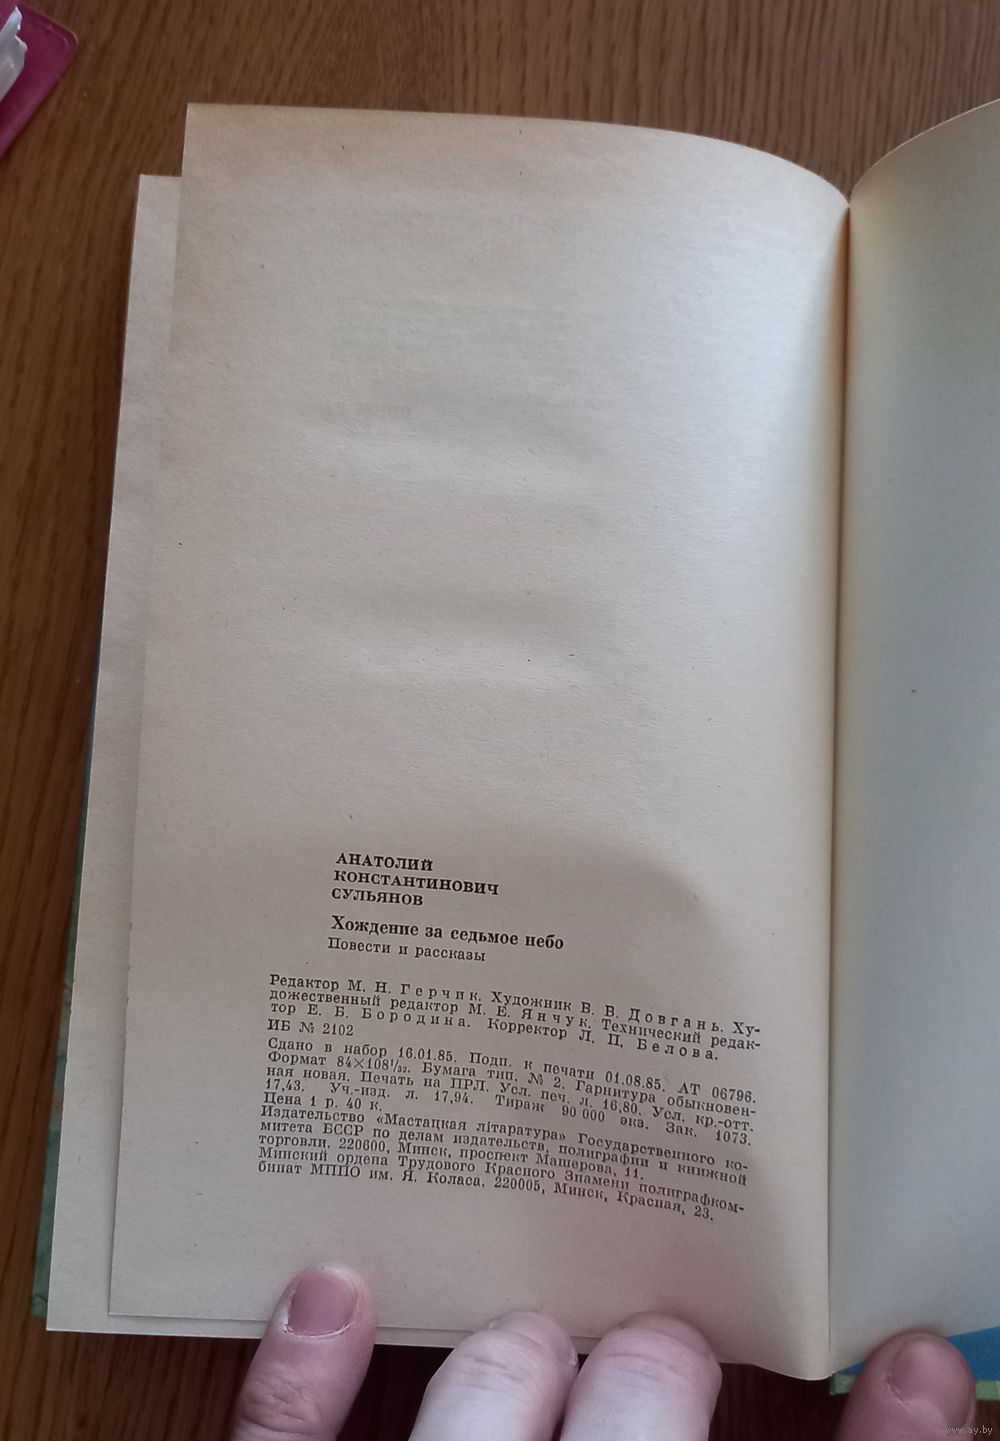 АНАТОЛИЙ
КОНСТАНТИНОВИЧ
СУЛЬЯНОВ
Хождение за седьмое небо
Повести и рассказы
Редактор М. Н. Герчик. Художник В. В. Довгань. Ху-
дожественный редактор М. Е. Янчук. Технический редак-
тор Е. Б. Бородина. Корректор Л. П. Белова.
ИБ № 2102
Сдано в набор 16.01.85. Подп. к печати 01.08.85. АТ 06796.
Формат 84×108¹/₃₂. Бумага тип. № 2. Гарнитура обыкновен-
ная новая. Печать на ПРЛ. Усл. печ. л. 16,80. Усл. кр.-отт.
17,43. Уч.-изд. л. 17,94. Тираж 90 000 экз. Зак. 1073.
Цена 1 р. 40 к.
Издательство «Мастацкая літаратура» Государственного ко-
митета БССР по делам издательств, полиграфии и книжной
торговли. 220600, Минск, проспект Машерова, 11.
Минский ордена Трудового Красного Знамени полиграфком-
бинат МППО им. Я. Коласа. 220005, Минск, Красная, 23.
www.ay.by